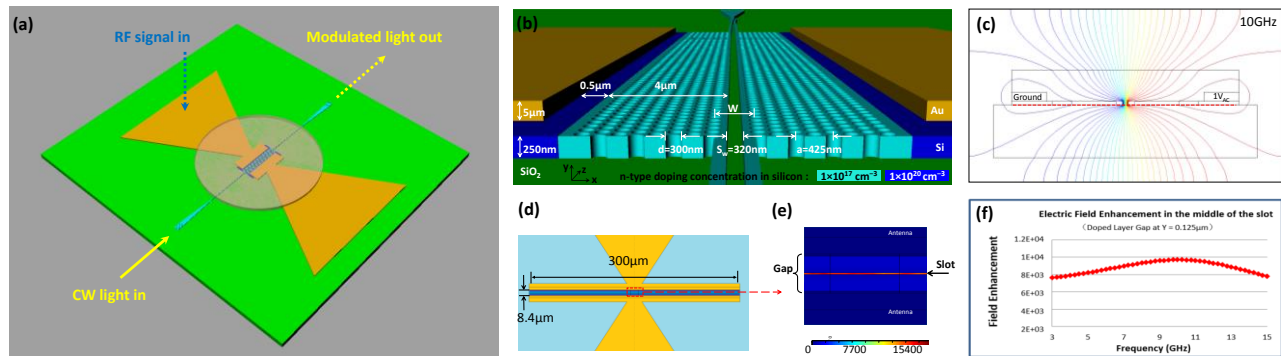 (a)
RF signal in
Modulated light out
CW light in
(b)
0.5µm
4µm
W
5µm
Au
250nm
d=300nm
Sw=320nm
a=425nm
Si
SiO2
Y
z
x
n-type doping concentration in silicon :
1×10^17 cm^−3
1×10^20 cm^−3
(c)
10GHz
Ground
1VAC
(d)
300µm
8.4µm
(e)
Antenna
Gap
Slot
Antenna
0
7700
15400
(f)
Electric Field Enhancement in the middle of the slot
(Doped Layer Gap at Y = 0.125µm)
Field Enhancement
1.2E+04
1E+04
8E+03
6E+03
4E+03
2E+03
3
5
7
9
11
13
15
Frequency (GHz)